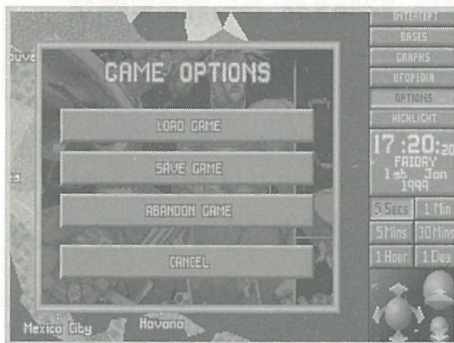 GAME OPTIONS
LOAD GAME
SAVE GAME
ABANDON GAME
CANCEL
INTERCEPT
BASES
GRAPHS
UFOPEDIA
OPTIONS
HIGHLIGHT
17:20:20
FRIDAY
1st Jan
1999
5 Secs
1 Min
5 Mins
30 Mins
1 Hour
1 Day
Mexico City
Havana